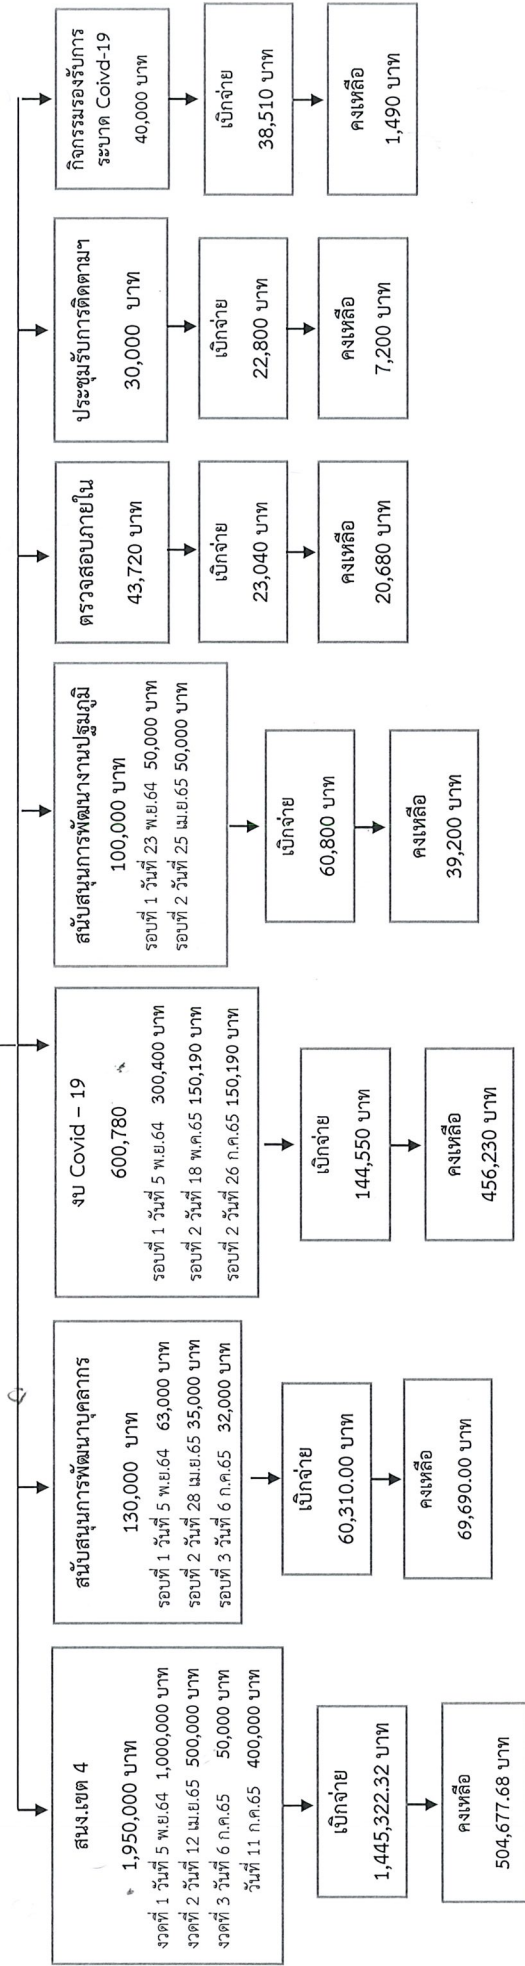 สนง.เขต 4
1,950,000 บาท
งวดที่ 1 วันที่ 5 พ.ย.64 1,000,000 บาท
งวดที่ 2 วันที่ 12 เม.ย.65 500,000 บาท
งวดที่ 3 วันที่ 6 ก.ค.65 50,000 บาท
วันที่ 11 ก.ค.65 400,000 บาท
เบิกจ่าย
1,445,322.32 บาท
คงเหลือ
504,677.68 บาท
สนับสนุนการพัฒนาบุคลากร
130,000 บาท
รอบที่ 1 วันที่ 5 พ.ย.64 63,000 บาท
รอบที่ 2 วันที่ 28 เม.ย.65 35,000 บาท
รอบที่ 3 วันที่ 6 ก.ค.65 32,000 บาท
เบิกจ่าย
60,310.00 บาท
คงเหลือ
69,690.00 บาท
งบ Covid – 19
600,780
รอบที่ 1 วันที่ 5 พ.ย.64 300,400 บาท
รอบที่ 2 วันที่ 18 พ.ค.65 150,190 บาท
รอบที่ 2 วันที่ 26 ก.ค.65 150,190 บาท
เบิกจ่าย
144,550 บาท
คงเหลือ
456,230 บาท
สนับสนุนการพัฒนางานปฐมภูมิ
100,000 บาท
รอบที่ 1 วันที่ 23 พ.ย.64 50,000 บาท
รอบที่ 2 วันที่ 25 เม.ย.65 50,000 บาท
เบิกจ่าย
60,800 บาท
คงเหลือ
39,200 บาท
ตรวจสอบภายใน
43,720 บาท
เบิกจ่าย
23,040 บาท
คงเหลือ
20,680 บาท
ประชุมรับการติดตามฯ
30,000 บาท
เบิกจ่าย
22,800 บาท
คงเหลือ
7,200 บาท
กิจกรรมรองรับการ
ระบาด Coivd-19
40,000 บาท
เบิกจ่าย
38,510 บาท
คงเหลือ
1,490 บาท